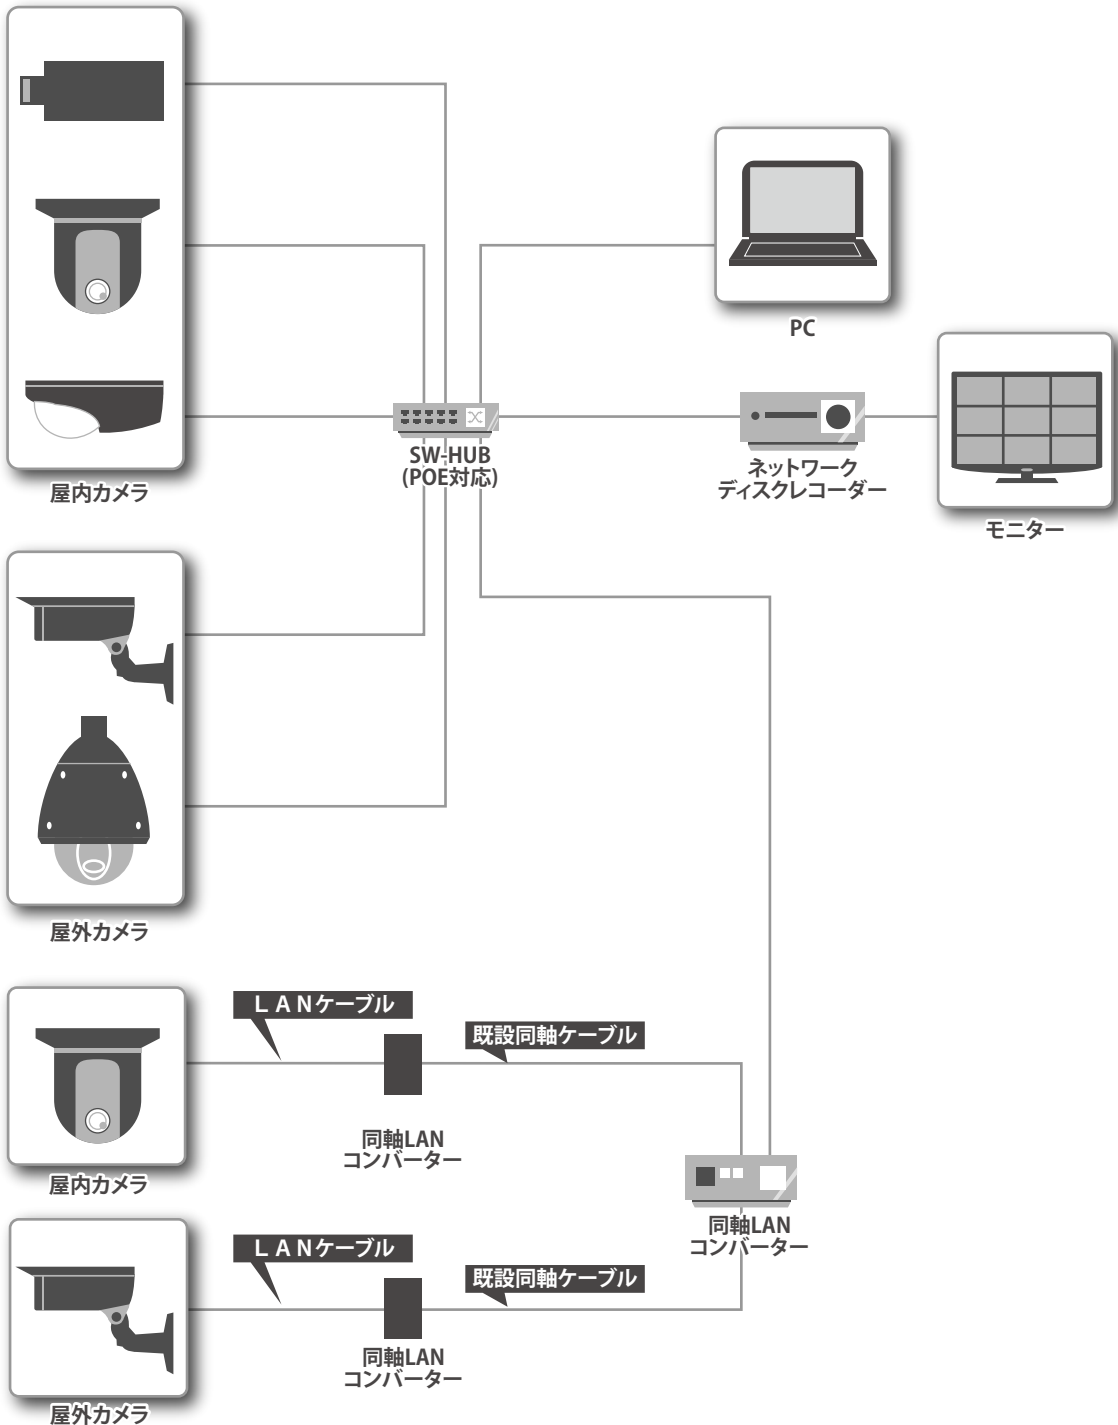 PC
SW-HUB
(POE対応)
ネットワーク
ディスクレコーダー
屋内カメラ
モニター
屋外カメラ
ＬＡＮケーブル
既設同軸ケーブル
同軸LAN
コンバーター
屋内カメラ
同軸LAN
コンバーター
ＬＡＮケーブル
既設同軸ケーブル
同軸LAN
コンバーター
屋外カメラ